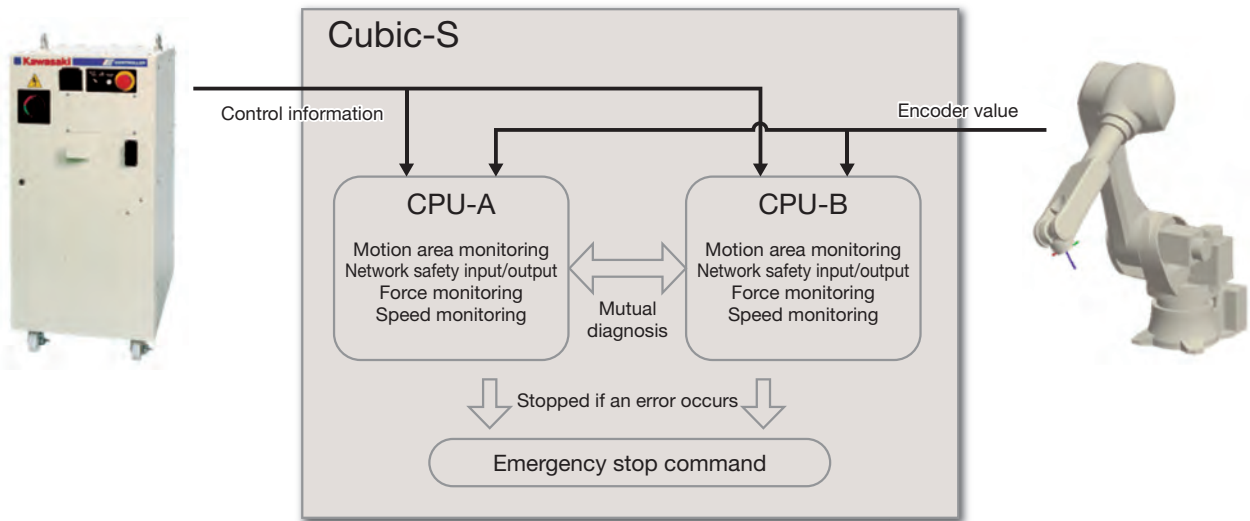 Cubic-S
Kawasaki
CONTROLLER
Control information
Encoder value
CPU-A
Motion area monitoring
Network safety input/output
Force monitoring
Speed monitoring
Mutual
diagnosis
CPU-B
Motion area monitoring
Network safety input/output
Force monitoring
Speed monitoring
Stopped if an error occurs
Emergency stop command